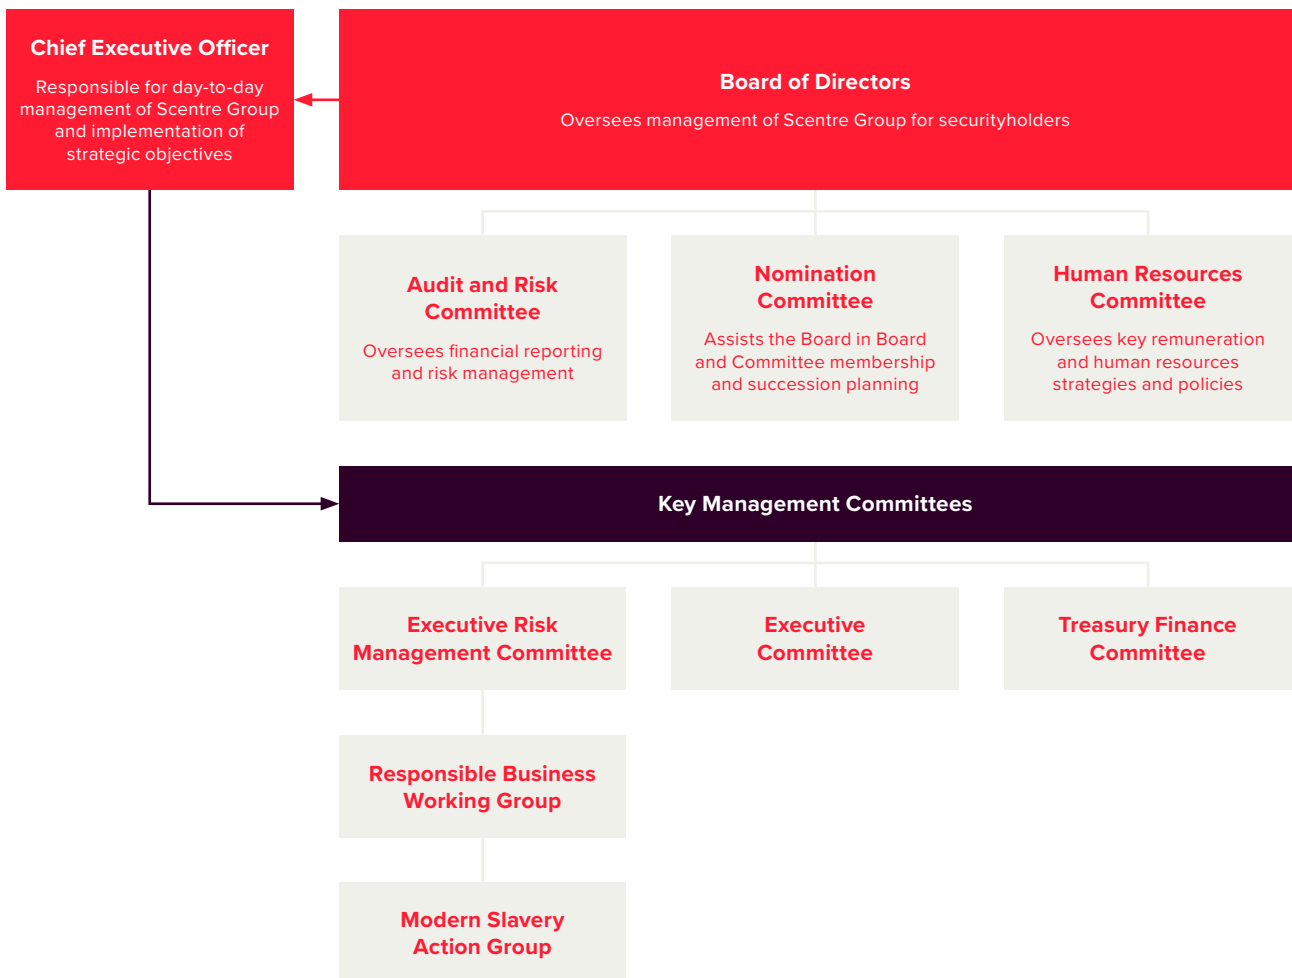 Chief Executive Officer
Responsible for day-to-day
management of Scentre Group
and implementation of
strategic objectives
Board of Directors
Oversees management of Scentre Group for securityholders
Audit and Risk
Committee
Oversees financial reporting
and risk management
Nomination
Committee
Assists the Board in Board
and Committee membership
and succession planning
Human Resources
Committee
Oversees key remuneration
and human resources
strategies and policies
Key Management Committees
Executive Risk
Management Committee
Executive
Committee
Treasury Finance
Committee
Responsible Business
Working Group
Modern Slavery
Action Group